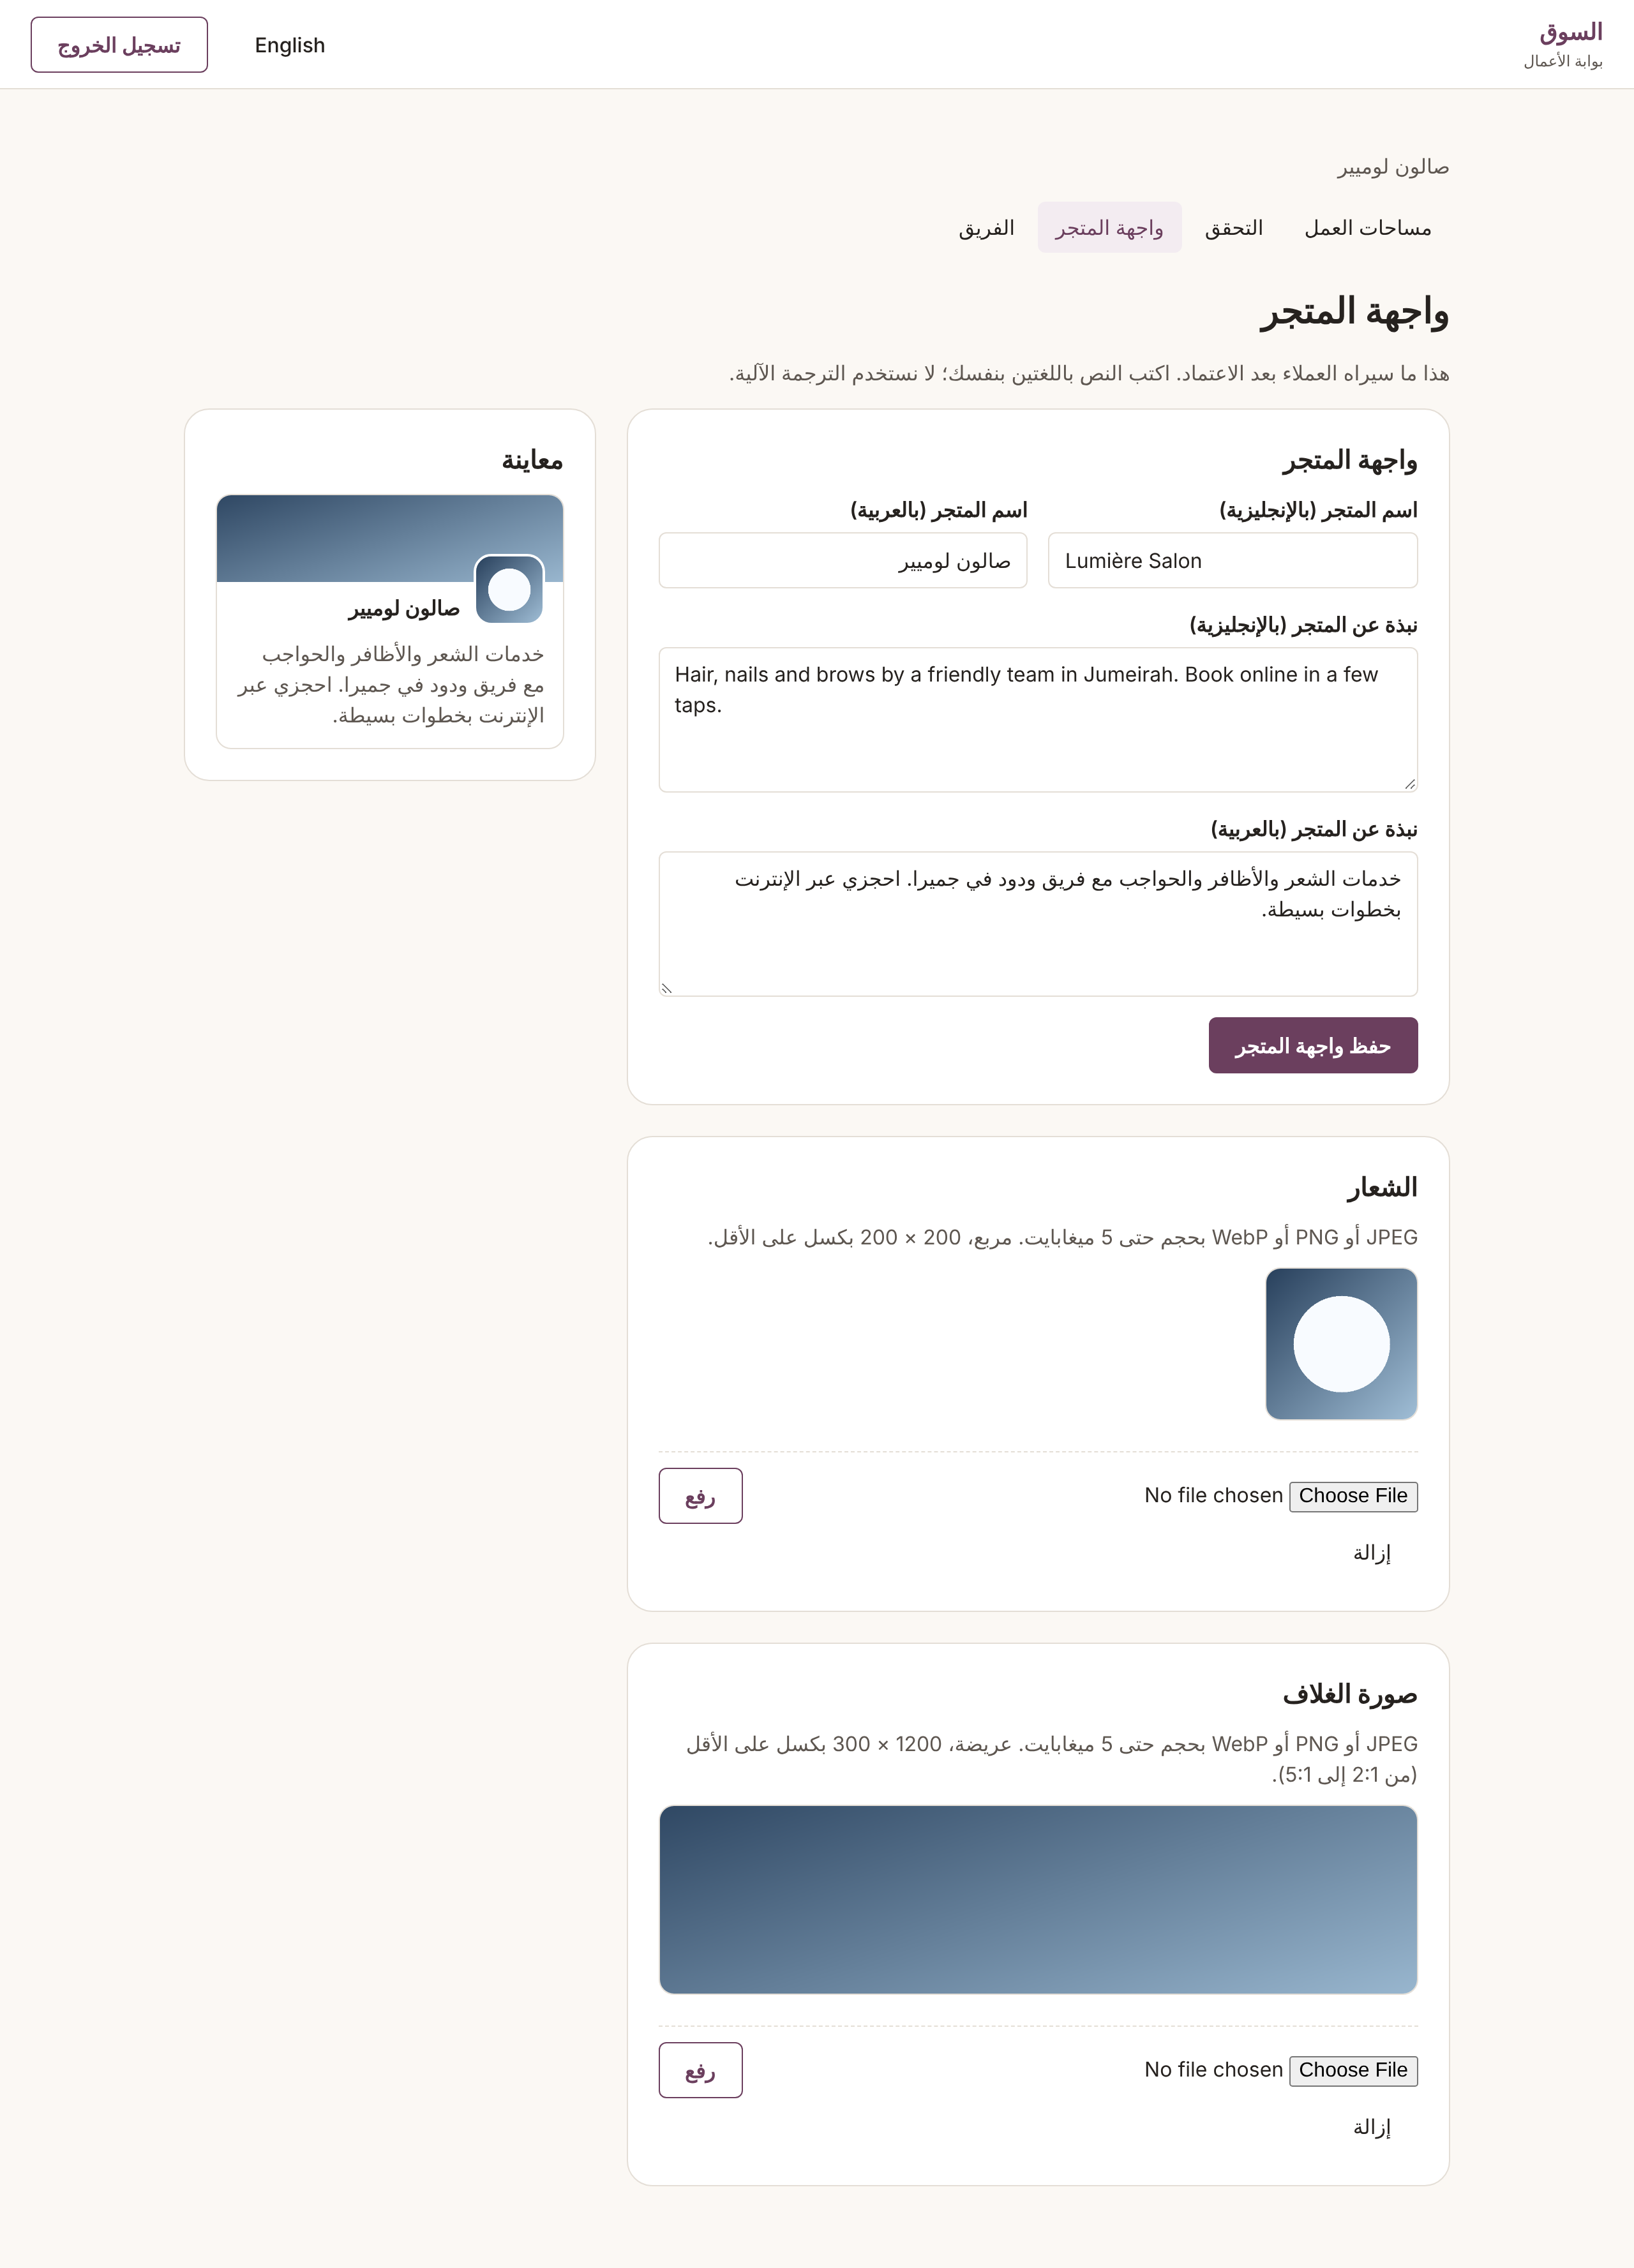 السوق
بوابة الأعمال
English
تسجيل الخروج
صالون لوميير
مساحات العمل
التحقق
واجهة المتجر
الفريق
واجهة المتجر
هذا ما سيراه العملاء بعد الاعتماد. اكتب النص باللغتين بنفسك؛ لا نستخدم الترجمة الآلية.
واجهة المتجر
اسم المتجر (بالإنجليزية)
Lumière Salon
اسم المتجر (بالعربية)
صالون لوميير
نبذة عن المتجر (بالإنجليزية)
Hair, nails and brows by a friendly team in Jumeirah. Book online in a few
taps.
نبذة عن المتجر (بالعربية)
خدمات الشعر والأظافر والحواجب مع فريق ودود في جميرا. احجزي عبر الإنترنت
بخطوات بسيطة.
حفظ واجهة المتجر
معاينة
صالون لوميير
خدمات الشعر والأظافر والحواجب
مع فريق ودود في جميرا. احجزي عبر
الإنترنت بخطوات بسيطة.
الشعار
JPEG أو PNG أو WebP بحجم حتى 5 ميغابايت. مربع، 200 × 200 بكسل على الأقل.
Choose File No file chosen
رفع
إزالة
صورة الغلاف
JPEG أو PNG أو WebP بحجم حتى 5 ميغابايت. عريضة، 1200 × 300 بكسل على الأقل
(من 2:1 إلى 5:1).
Choose File No file chosen
رفع
إزالة